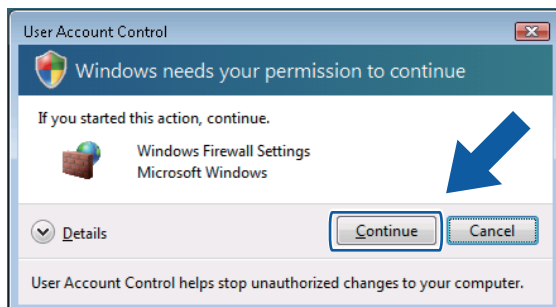 User Account Control
Windows needs your permission to continue
If you started this action, continue.
Windows Firewall Settings
Microsoft Windows
Details
Continue
Cancel
User Account Control helps stop unauthorized changes to your computer.